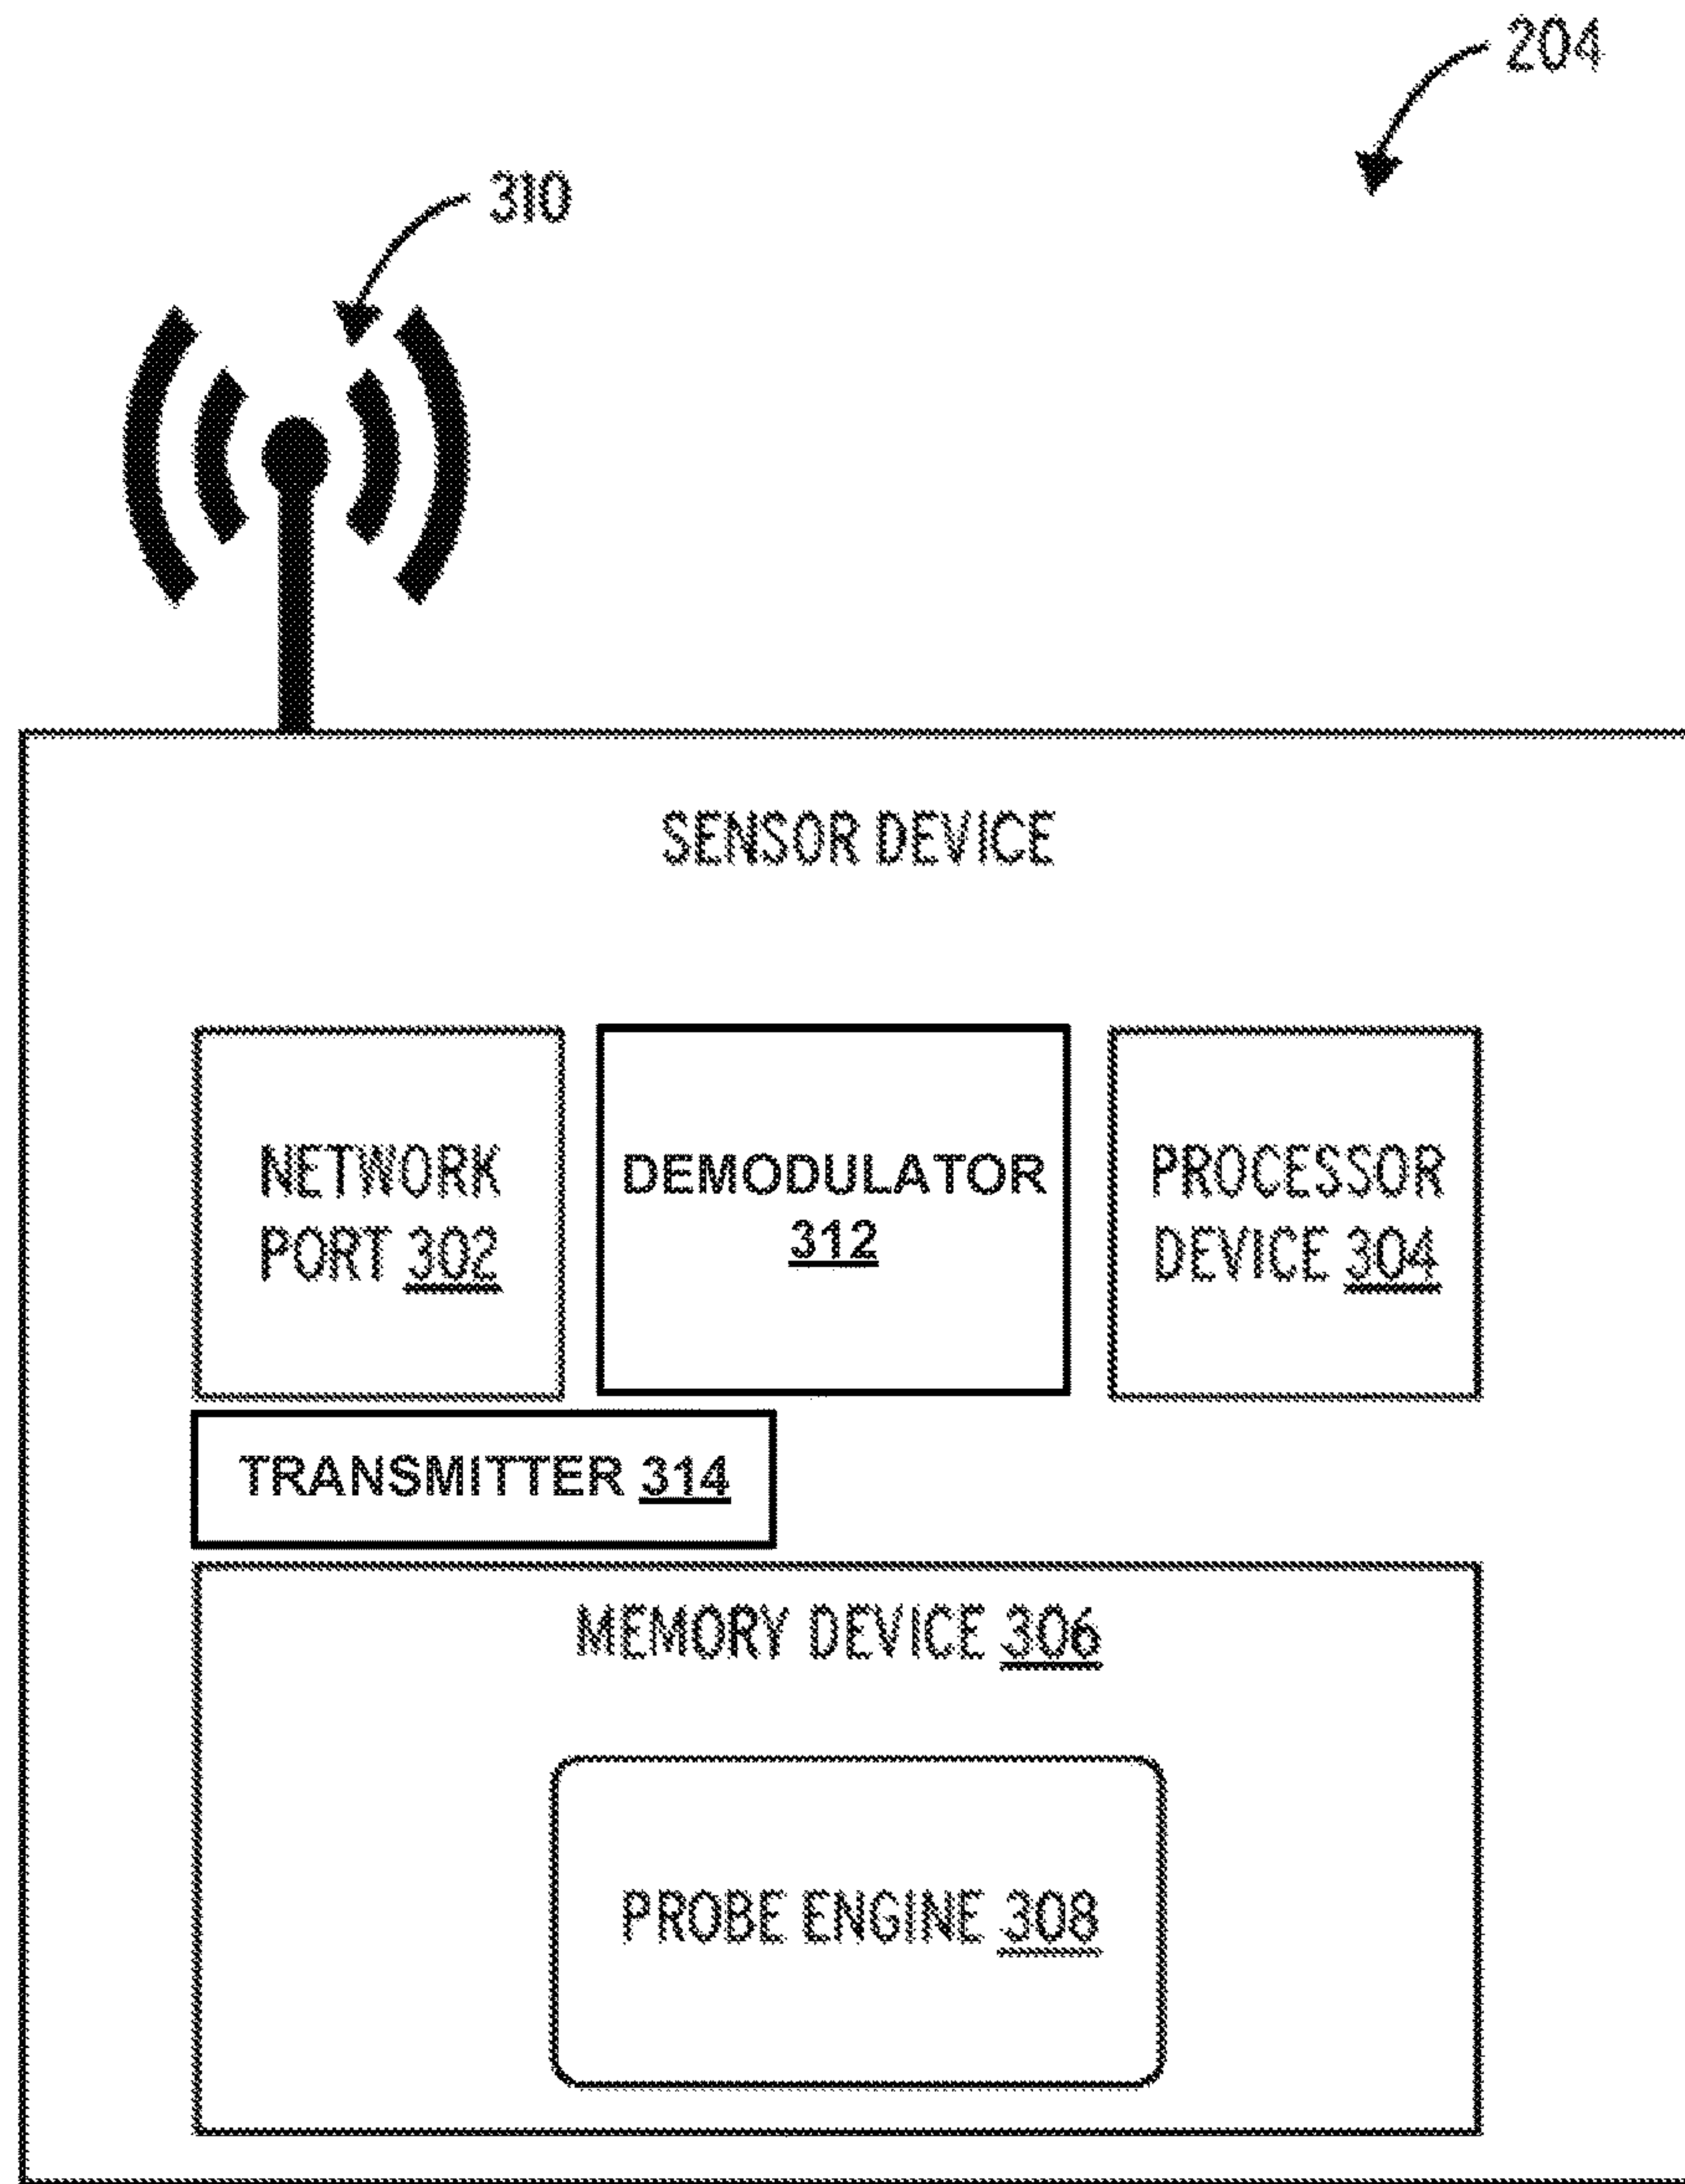 204
310
SENSOR DEVICE
NETWORK
PORT 302
DEMODULATOR
312
PROCESSOR
DEVICE 304
TRANSMITTER 314
MEMORY DEVICE 306
PROBE ENGINE 308